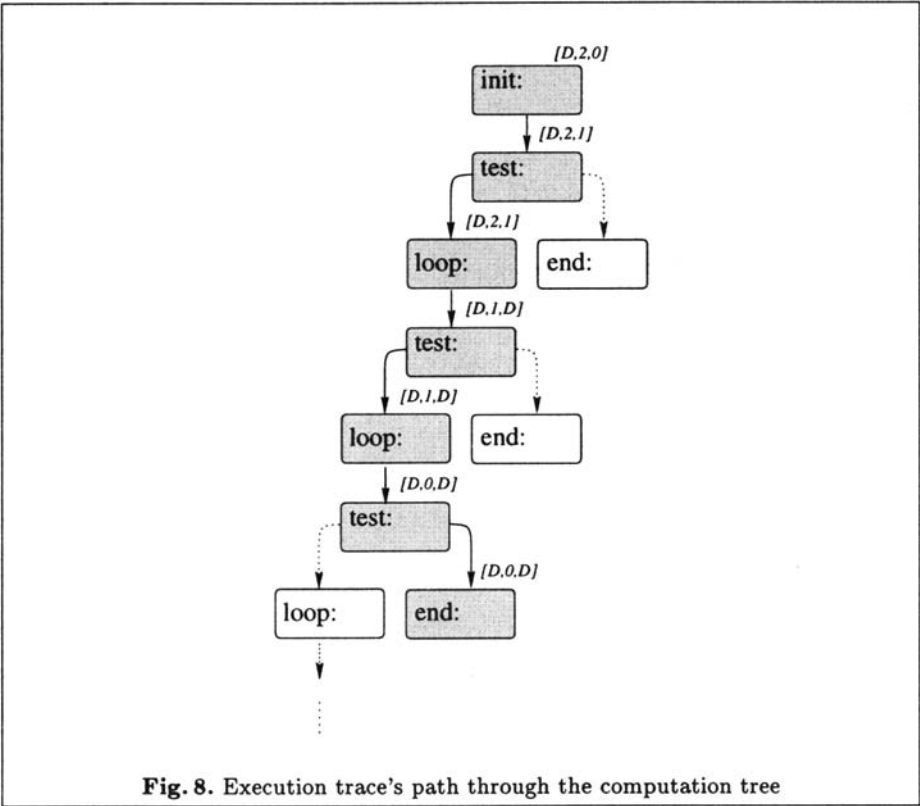 [D,2,0]
init:
[D,2,1]
test:
[D,2,1]
loop:
end:
[D,1,D]
test:
[D,1,D]
loop:
end:
[D,0,D]
test:
[D,0,D]
loop:
end:
Fig. 8. Execution trace's path through the computation tree